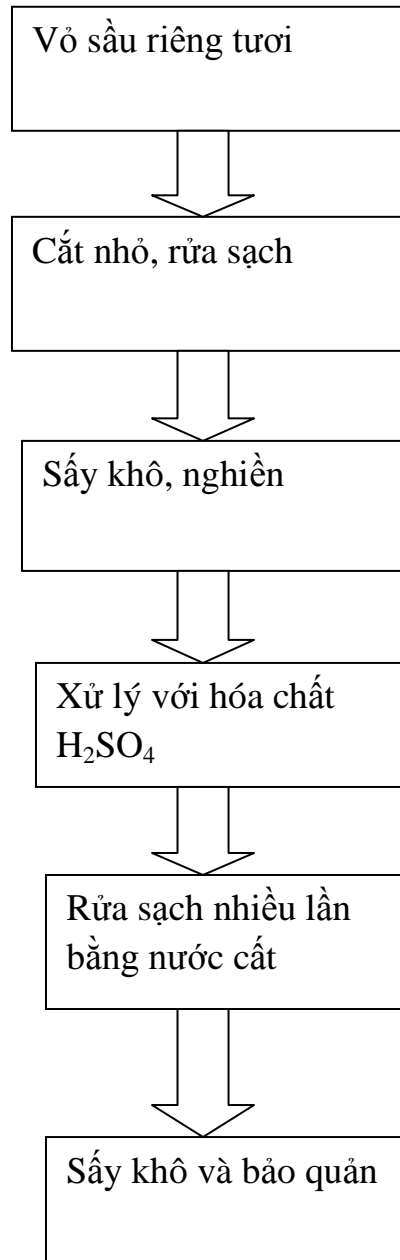 Vỏ sầu riêng tươi
Cắt nhỏ, rửa sạch
Sấy khô, nghiền
Xử lý với hóa chất
H₂SO₄
Rửa sạch nhiều lần
bằng nước cất
Sấy khô và bảo quản